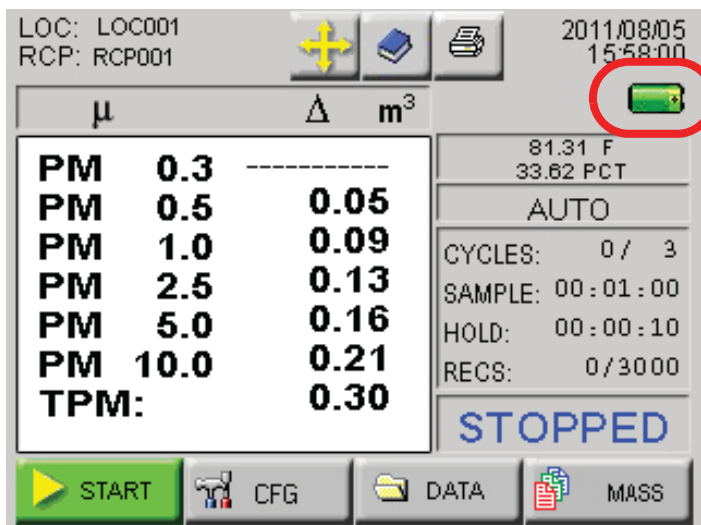 LOC: LOC001
RCP: RCP001
2011/08/05
15:58:00
μ Δ m³
PM 0.3 -----------
PM 0.5 0.05
PM 1.0 0.09
PM 2.5 0.13
PM 5.0 0.16
PM 10.0 0.21
TPM: 0.30
81.31 F
33.62 PCT
AUTO
CYCLES: 0/ 3
SAMPLE: 00:01:00
HOLD: 00:00:10
RECS: 0/3000
STOPPED
START CFG DATA MASS